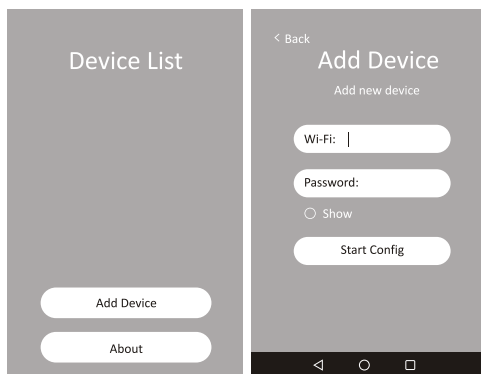 Device List
Add Device
About
< Back
Add Device
Add new device
Wi-Fi:
Password:
Show
Start Config